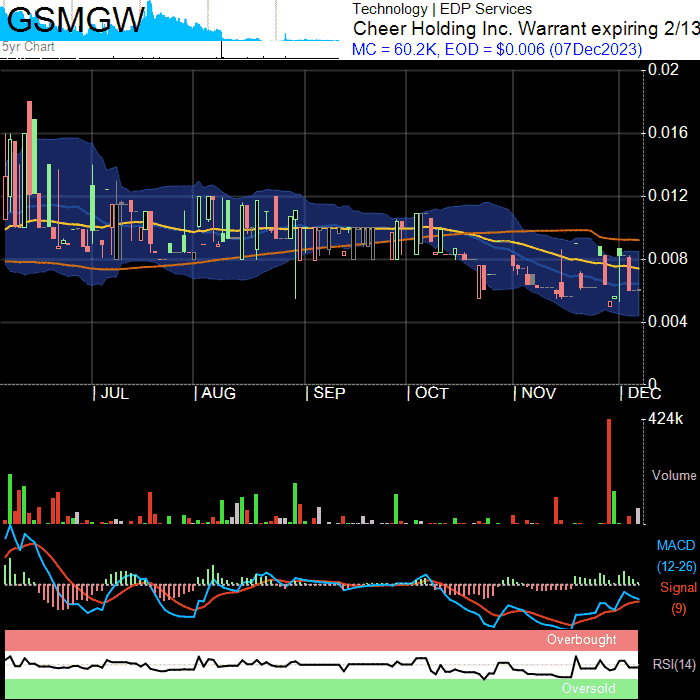 GSMGW
5yr Chart
Technology | EDP Services
Cheer Holding Inc. Warrant expiring 2/13
MC = 60.2K, EOD = $0.006 (07Dec2023)
0.02
0.016
0.012
0.008
0.004
0
JUL
AUG
SEP
OCT
NOV
DEC
424k
Volume
MACD
(12-26)
Signal
(9)
Overbought
RSI(14)
Oversold